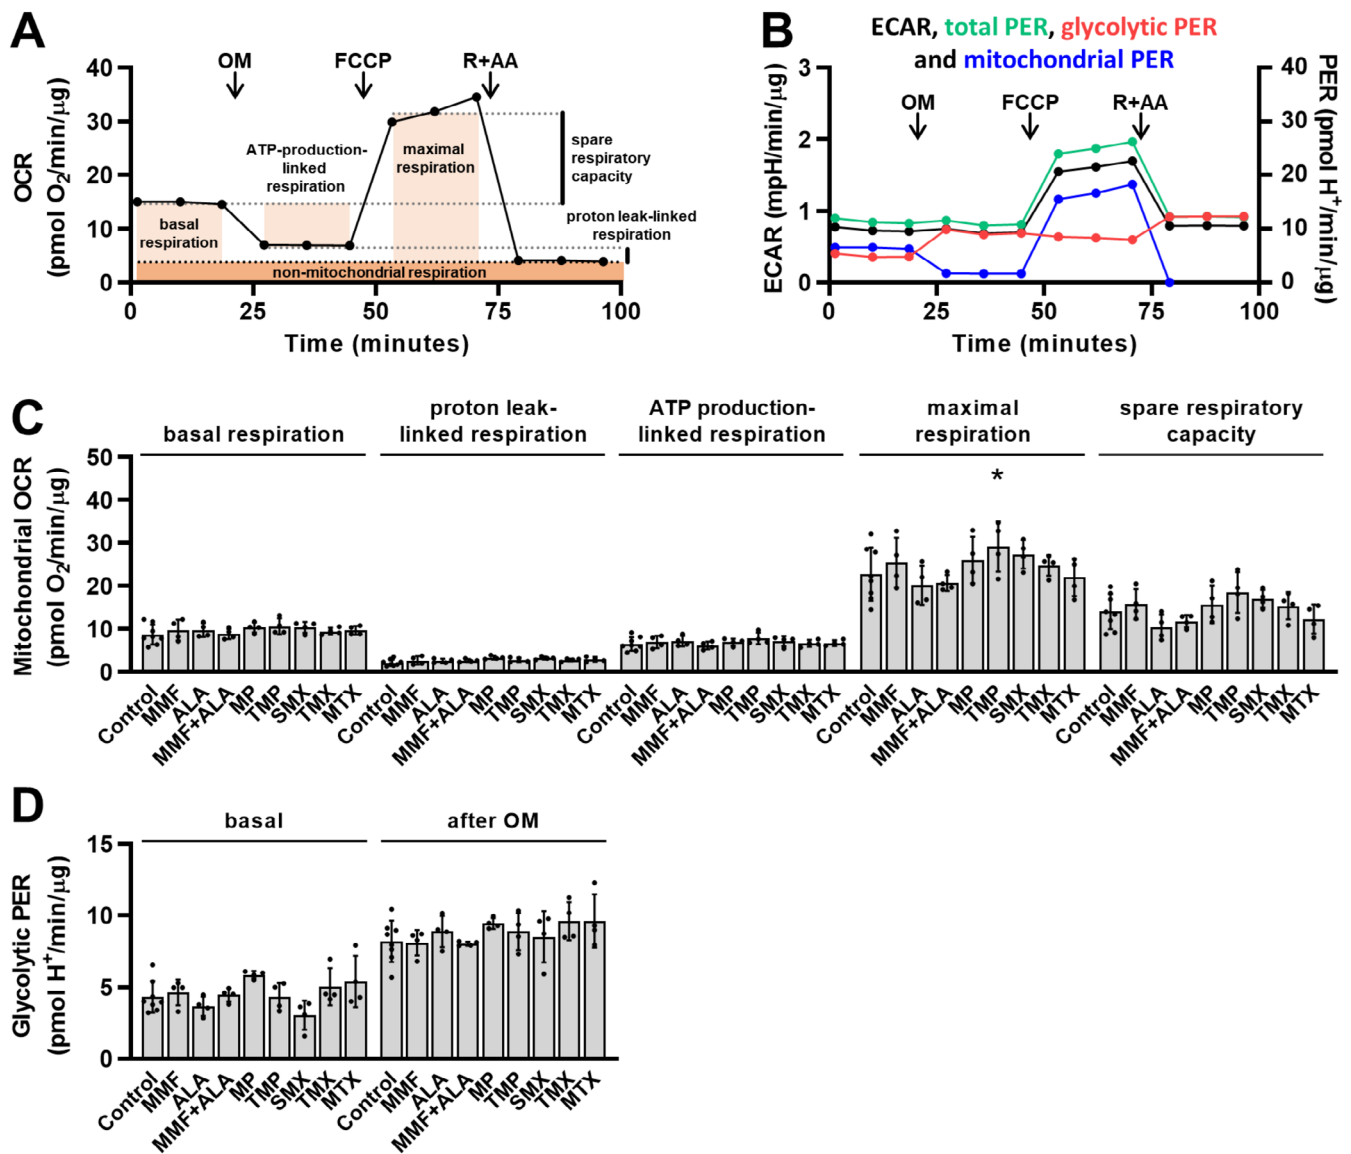 A
OM
FCCP
R+AA
OCR
(pmol O2/min/µg)
40
30
20
10
0
ATP-production-
linked
respiration
maximal
respiration
spare
respiratory
capacity
basal
respiration
proton leak-linked
respiration
non-mitochondrial respiration
0
25
50
75
100
Time (minutes)
B
ECAR, total PER, glycolytic PER
and mitochondrial PER
OM
FCCP
R+AA
ECAR (mpH/min/µg)
3
2
1
0
PER (pmol H+/min/µg)
40
30
20
10
0
0
25
50
75
100
Time (minutes)
C
basal respiration
proton leak-
linked respiration
ATP production-
linked respiration
maximal
respiration
spare respiratory
capacity
Mitochondrial OCR
(pmol O2/min/µg)
50
40
30
20
10
0
*
Control
MMF
ALA
MMF+ALA
MP
TMP
SMX
TMX
MTX
Control
MMF
ALA
MMF+ALA
MP
TMP
SMX
TMX
MTX
Control
MMF
ALA
MMF+ALA
MP
TMP
SMX
TMX
MTX
Control
MMF
ALA
MMF+ALA
MP
TMP
SMX
TMX
MTX
Control
MMF
ALA
MMF+ALA
MP
TMP
SMX
TMX
MTX
D
basal
after OM
Glycolytic PER
(pmol H+/min/µg)
15
10
5
0
Control
MMF
ALA
MMF+ALA
MP
TMP
SMX
TMX
MTX
Control
MMF
ALA
MMF+ALA
MP
TMP
SMX
TMX
MTX